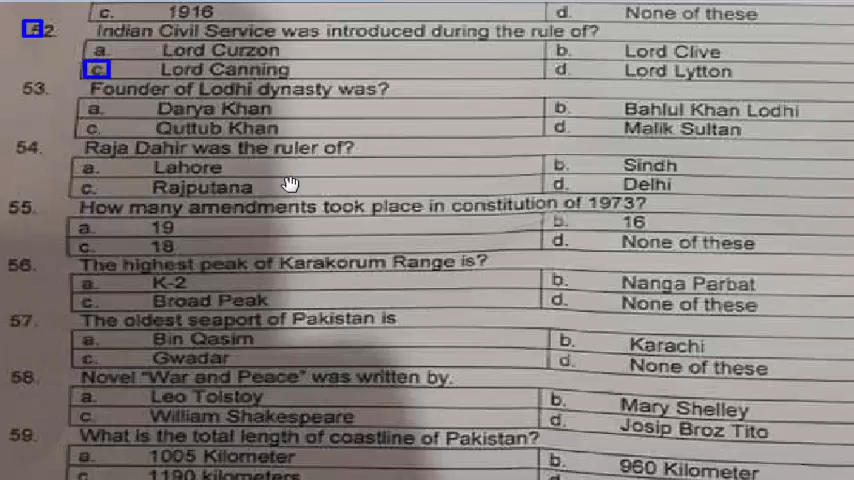 c. 1916 d. None of these
52. Indian Civil Service was introduced during the rule of?
a. Lord Curzon b. Lord Clive
c. Lord Canning d. Lord Lytton
53. Founder of Lodhi dynasty was?
a. Darya Khan b. Bahlul Khan Lodhi
c. Quttub Khan d. Malik Sultan
54. Raja Dahir was the ruler of?
a. Lahore b. Sindh
c. Rajputana d. Delhi
55. How many amendments took place in constitution of 1973?
a. 19 b. 16
c. 18 d. None of these
56. The highest peak of Karakorum Range is?
a. K-2 b. Nanga Parbat
c. Broad Peak d. None of these
57. The oldest seaport of Pakistan is
a. Bin Qasim b. Karachi
c. Gwadar d. None of these
58. Novel "War and Peace" was written by.
a. Leo Tolstoy b. Mary Shelley
c. William Shakespeare d. Josip Broz Tito
59. What is the total length of coastline of Pakistan?
a. 1005 Kilometer b. 960 Kilometer
c. 1190 kilometers d.